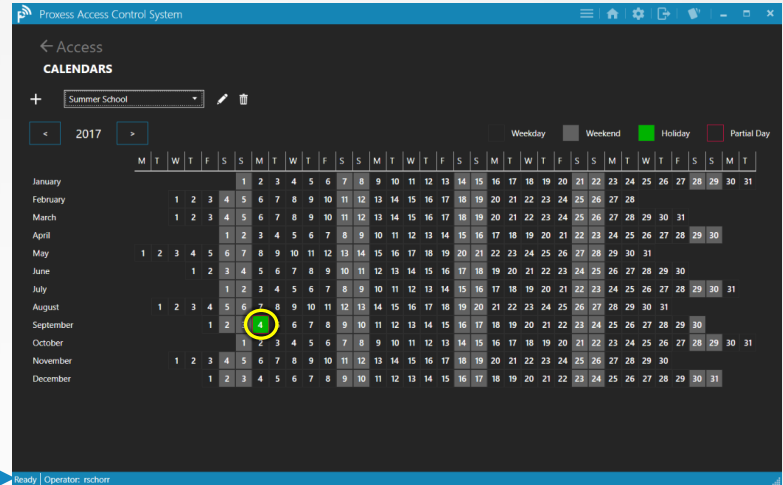 Proxess Access Control System
Access
CALENDARS
+ Summer School
< 2017 > Weekday Weekend Holiday Partial Day
M T W T F S S M T W T F S S M T W T F S S M T W T F S S M T W T F S S M T
January 1 2 3 4 5 6 7 8 9 10 11 12 13 14 15 16 17 18 19 20 21 22 23 24 25 26 27 28 29 30 31
February 1 2 3 4 5 6 7 8 9 10 11 12 13 14 15 16 17 18 19 20 21 22 23 24 25 26 27 28
March 1 2 3 4 5 6 7 8 9 10 11 12 13 14 15 16 17 18 19 20 21 22 23 24 25 26 27 28 29 30 31
April 1 2 3 4 5 6 7 8 9 10 11 12 13 14 15 16 17 18 19 20 21 22 23 24 25 26 27 28 29 30
May 1 2 3 4 5 6 7 8 9 10 11 12 13 14 15 16 17 18 19 20 21 22 23 24 25 26 27 28 29 30 31
June 1 2 3 4 5 6 7 8 9 10 11 12 13 14 15 16 17 18 19 20 21 22 23 24 25 26 27 28 29 30
July 1 2 3 4 5 6 7 8 9 10 11 12 13 14 15 16 17 18 19 20 21 22 23 24 25 26 27 28 29 30 31
August 1 2 3 4 5 6 7 8 9 10 11 12 13 14 15 16 17 18 19 20 21 22 23 24 25 26 27 28 29 30 31
September 1 2 3 4 6 7 8 9 10 11 12 13 14 15 16 17 18 19 20 21 22 23 24 25 26 27 28 29 30
October 1 2 3 4 5 6 7 8 9 10 11 12 13 14 15 16 17 18 19 20 21 22 23 24 25 26 27 28 29 30 31
November 1 2 3 4 5 6 7 8 9 10 11 12 13 14 15 16 17 18 19 20 21 22 23 24 25 26 27 28 29 30
December 1 2 3 4 5 6 7 8 9 10 11 12 13 14 15 16 17 18 19 20 21 22 23 24 25 26 27 28 29 30 31
Ready Operator: rschorr